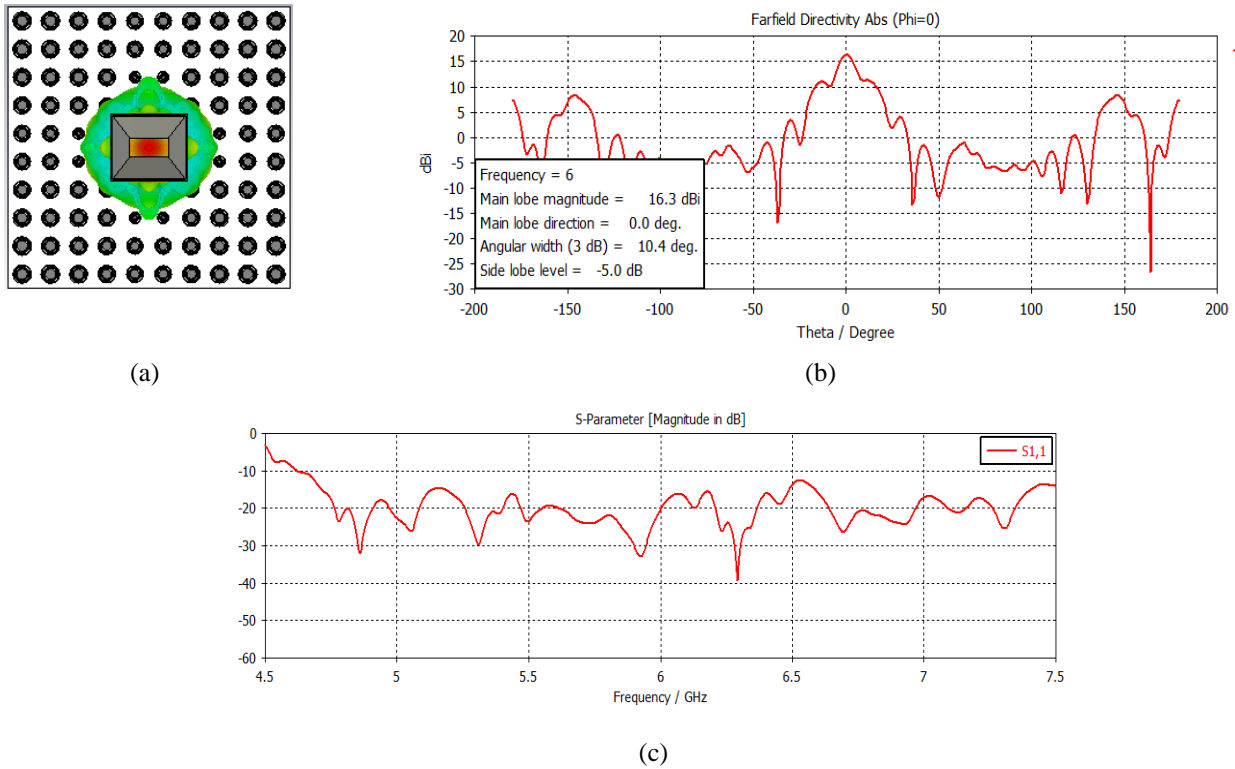 Farfield Directivity Abs (Phi=0)
20
15
10
5
0
-5
-10
-15
-20
-25
-30
dBi
Frequency = 6
Main lobe magnitude = 16.3 dBi
Main lobe direction = 0.0 deg.
Angular width (3 dB) = 10.4 deg.
Side lobe level = -5.0 dB
-200 -150 -100 -50 0 50 100 150 200
Theta / Degree
(a)
(b)
S-Parameter [Magnitude in dB]
S1,1
0
-10
-20
-30
-40
-50
-60
4.5 5 5.5 6 6.5 7 7.5
Frequency / GHz
(c)